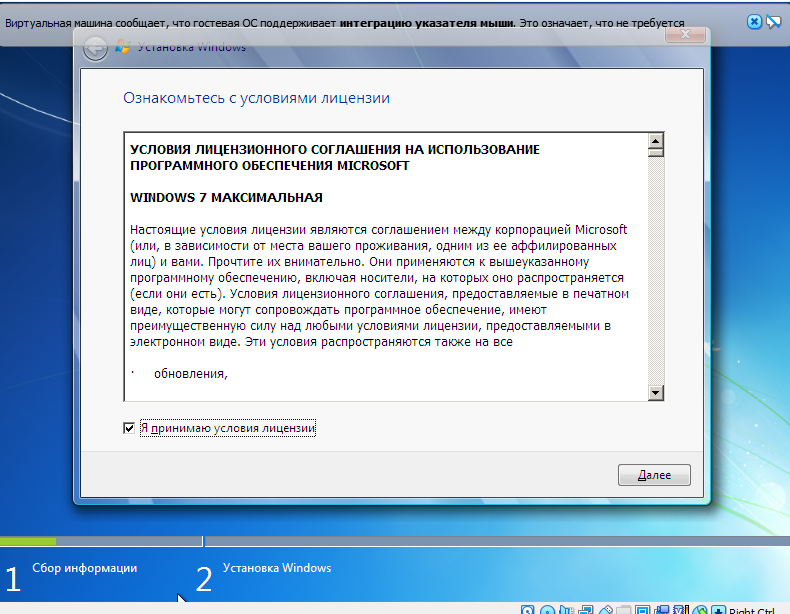 Виртуальная машина сообщает, что гостевая ОС поддерживает интеграцию указателя мыши. Это означает, что не требуется
Установка Windows
Ознакомьтесь с условиями лицензии
УСЛОВИЯ ЛИЦЕНЗИОННОГО СОГЛАШЕНИЯ НА ИСПОЛЬЗОВАНИЕ
ПРОГРАММНОГО ОБЕСПЕЧЕНИЯ MICROSOFT
WINDOWS 7 МАКСИМАЛЬНАЯ
Настоящие условия лицензии являются соглашением между корпорацией Microsoft
(или, в зависимости от места вашего проживания, одним из ее аффилированных
лиц) и вами. Прочтите их внимательно. Они применяются к вышеуказанному
программному обеспечению, включая носители, на которых оно распространяется
(если они есть). Условия лицензионного соглашения, предоставляемые в печатном
виде, которые могут сопровождать программное обеспечение, имеют
преимущественную силу над любыми условиями лицензии, предоставляемыми в
электронном виде. Эти условия распространяются также на все
· обновления,
Я принимаю условия лицензии
Далее
1 Сбор информации
2 Установка Windows
Right Ctrl